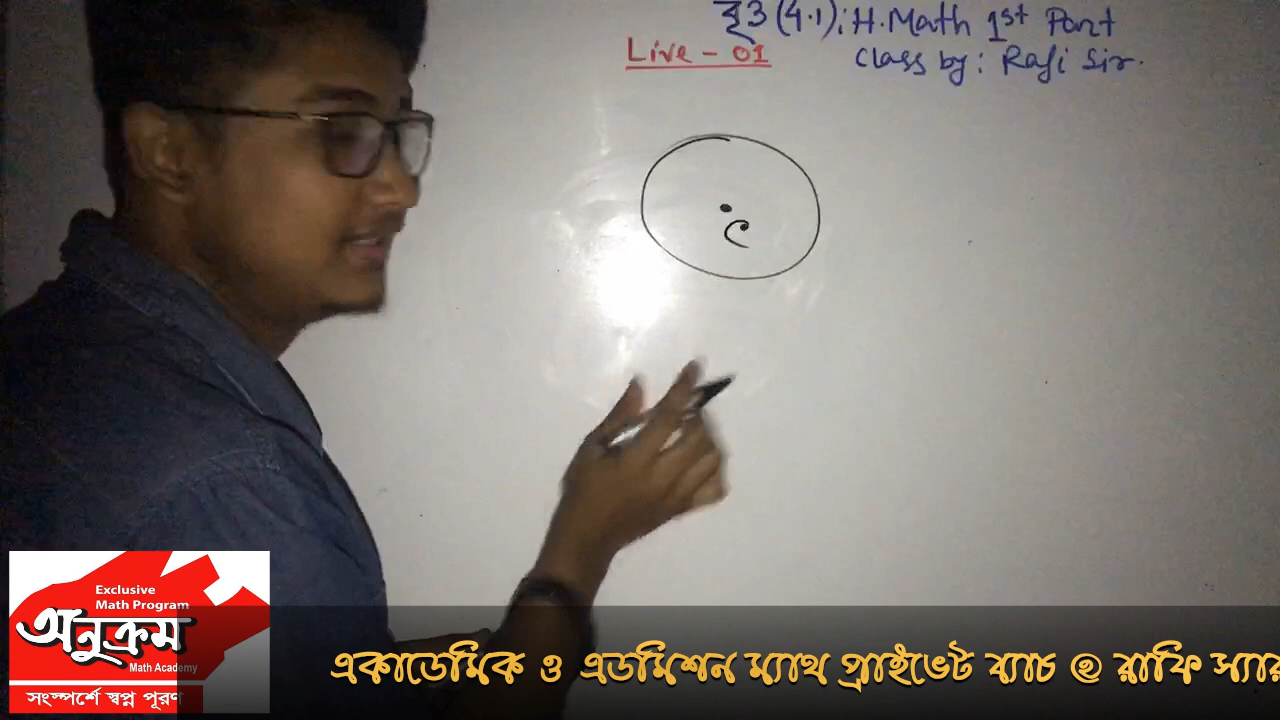 বৃত্ত (4.1): H. Math 1st Part
Live - 01
Class by: Rafi Sir.
c
Exclusive
Math Program
অনুক্রম
Math Academy
সংস্পর্শে স্বপ্ন পূরণ
একাডেমিক ও এডমিশন ম্যাথ প্রাইভেট ব্যাচ @ রাফি স্যার